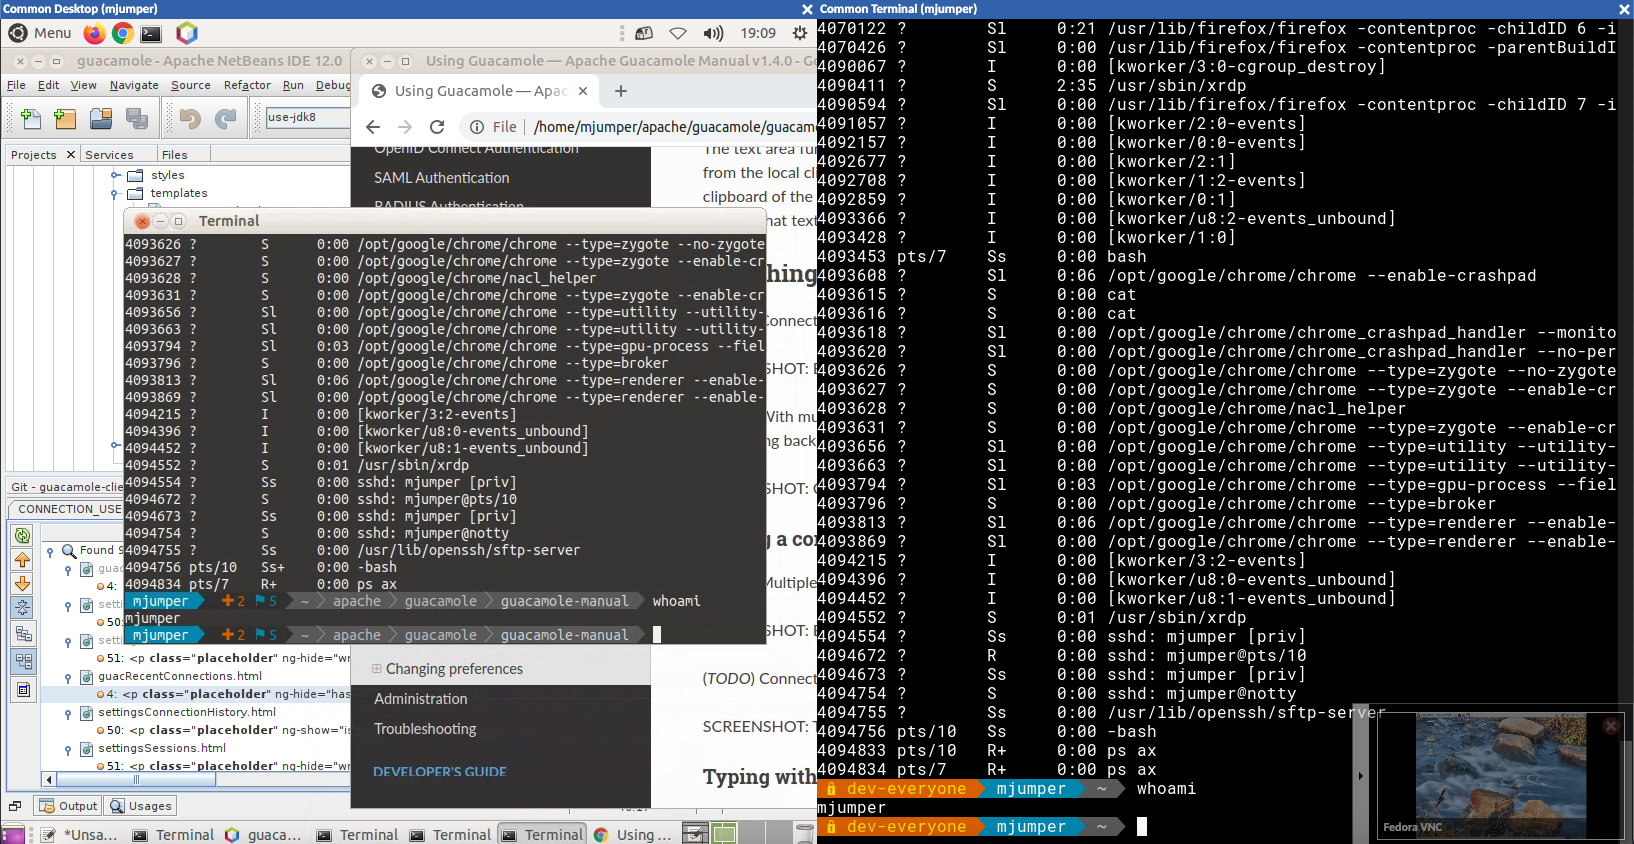 Common Desktop (mjumper)
Menu
19:09
guacamole - Apache NetBeans IDE 12.0
File Edit View Navigate Source Refactor Run Debug
use-jdk8
Projects Services Files
styles
templates
Git - guacamole-clie
CONNECTION_USE
Found 9
guac
4:
setti
50:
setti
51: <p class="placeholder" ng-hide="wr
guacRecentConnections.html
4: <p class="placeholder" ng-hide="has
settingsConnectionHistory.html
50: <p class="placeholder" ng-show="is
settingsSessions.html
51: <p class="placeholder" ng-hide="wr
Output Usages
Using Guacamole — Apache Guacamole Manual v1.4.0 - Go
Using Guacamole — Apac
File /home/mjumper/apache/guacamole/guacam
OpenID Connect Authentication
SAML Authentication
RADIUS Authentication
Changing preferences
Administration
Troubleshooting
DEVELOPER'S GUIDE
The text area fun
from the local cli
clipboard of the
hat text
hing
onnect
SHOT: E
With mu
ng back
SHOT: C
g a con
Multiple
SHOT: E
(TODO) Connect
SCREENSHOT: T
Typing with
Terminal
4093626 ? S 0:00 /opt/google/chrome/chrome --type=zygote --no-zygote
4093627 ? S 0:00 /opt/google/chrome/chrome --type=zygote --enable-cr
4093628 ? S 0:00 /opt/google/chrome/nacl_helper
4093631 ? S 0:00 /opt/google/chrome/chrome --type=zygote --enable-cr
4093656 ? Sl 0:00 /opt/google/chrome/chrome --type=utility --utility-
4093663 ? Sl 0:00 /opt/google/chrome/chrome --type=utility --utility-
4093794 ? Sl 0:03 /opt/google/chrome/chrome --type=gpu-process --fiel
4093796 ? S 0:00 /opt/google/chrome/chrome --type=broker
4093813 ? Sl 0:06 /opt/google/chrome/chrome --type=renderer --enable-
4093869 ? Sl 0:00 /opt/google/chrome/chrome --type=renderer --enable-
4094215 ? I 0:00 [kworker/3:2-events]
4094396 ? I 0:00 [kworker/u8:0-events_unbound]
4094452 ? I 0:00 [kworker/u8:1-events_unbound]
4094552 ? S 0:01 /usr/sbin/xrdp
4094554 ? Ss 0:00 sshd: mjumper [priv]
4094672 ? S 0:00 sshd: mjumper@pts/10
4094673 ? Ss 0:00 sshd: mjumper [priv]
4094754 ? S 0:00 sshd: mjumper@notty
4094755 ? Ss 0:00 /usr/lib/openssh/sftp-server
4094756 pts/10 Ss+ 0:00 -bash
4094834 pts/7 R+ 0:00 ps ax
mjumper +2 5 ~ apache guacamole guacamole-manual whoami
mjumper
mjumper +2 5 ~ apache guacamole guacamole-manual
*Unsa... Terminal guaca... Terminal Terminal Terminal Using ...
Common Terminal (mjumper)
4070122 ? Sl 0:21 /usr/lib/firefox/firefox -contentproc -childID 6 -i
4070426 ? Sl 0:00 /usr/lib/firefox/firefox -contentproc -parentBuildI
4090067 ? I 0:00 [kworker/3:0-cgroup_destroy]
4090411 ? S 2:35 /usr/sbin/xrdp
4090594 ? Sl 0:00 /usr/lib/firefox/firefox -contentproc -childID 7 -i
4091057 ? I 0:00 [kworker/2:0-events]
4092157 ? I 0:00 [kworker/0:0-events]
4092677 ? I 0:00 [kworker/2:1]
4092708 ? I 0:00 [kworker/1:2-events]
4092859 ? I 0:00 [kworker/0:1]
4093366 ? I 0:00 [kworker/u8:2-events_unbound]
4093428 ? I 0:00 [kworker/1:0]
4093453 pts/7 Ss 0:00 bash
4093608 ? Sl 0:06 /opt/google/chrome/chrome --enable-crashpad
4093615 ? S 0:00 cat
4093616 ? S 0:00 cat
4093618 ? Sl 0:00 /opt/google/chrome/chrome_crashpad_handler --monito
4093620 ? Sl 0:00 /opt/google/chrome/chrome_crashpad_handler --no-per
4093626 ? S 0:00 /opt/google/chrome/chrome --type=zygote --no-zygote
4093627 ? S 0:00 /opt/google/chrome/chrome --type=zygote --enable-cr
4093628 ? S 0:00 /opt/google/chrome/nacl_helper
4093631 ? S 0:00 /opt/google/chrome/chrome --type=zygote --enable-cr
4093656 ? Sl 0:00 /opt/google/chrome/chrome --type=utility --utility-
4093663 ? Sl 0:00 /opt/google/chrome/chrome --type=utility --utility-
4093794 ? Sl 0:03 /opt/google/chrome/chrome --type=gpu-process --fiel
4093796 ? S 0:00 /opt/google/chrome/chrome --type=broker
4093813 ? Sl 0:06 /opt/google/chrome/chrome --type=renderer --enable-
4093869 ? Sl 0:00 /opt/google/chrome/chrome --type=renderer --enable-
4094215 ? I 0:00 [kworker/3:2-events]
4094396 ? I 0:00 [kworker/u8:0-events_unbound]
4094452 ? I 0:00 [kworker/u8:1-events_unbound]
4094552 ? S 0:01 /usr/sbin/xrdp
4094554 ? Ss 0:00 sshd: mjumper [priv]
4094672 ? R 0:00 sshd: mjumper@pts/10
4094673 ? Ss 0:00 sshd: mjumper [priv]
4094754 ? S 0:00 sshd: mjumper@notty
4094755 ? Ss 0:00 /usr/lib/openssh/sftp-server
4094756 pts/10 Ss 0:00 -bash
4094833 pts/10 R+ 0:00 ps ax
4094834 pts/7 R+ 0:00 ps ax
dev-everyone mjumper ~ whoami
mjumper
dev-everyone mjumper ~
Fedora VNC